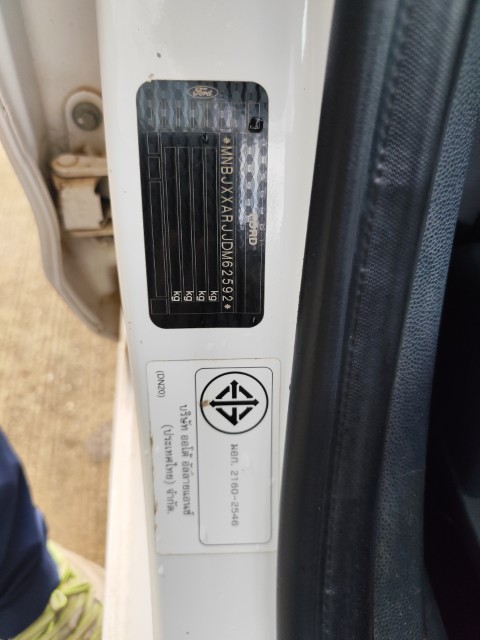 Ford
*MNBJXXARJJDM62592*
kg
kg
kg
kg
มอก. 2160-2546
บริษัท ออโต้ อัลลายแอนซ์
(ประเทศไทย) จำกัด.
(DN20)